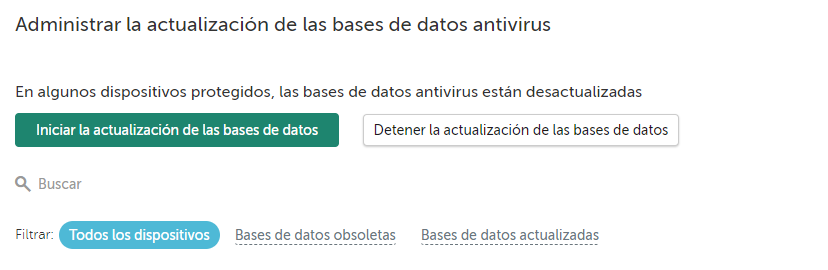 Administrar la actualización de las bases de datos antivirus
En algunos dispositivos protegidos, las bases de datos antivirus están desactualizadas
Iniciar la actualización de las bases de datos Detener la actualización de las bases de datos
Buscar
Filtrar: Todos los dispositivos Bases de datos obsoletas Bases de datos actualizadas